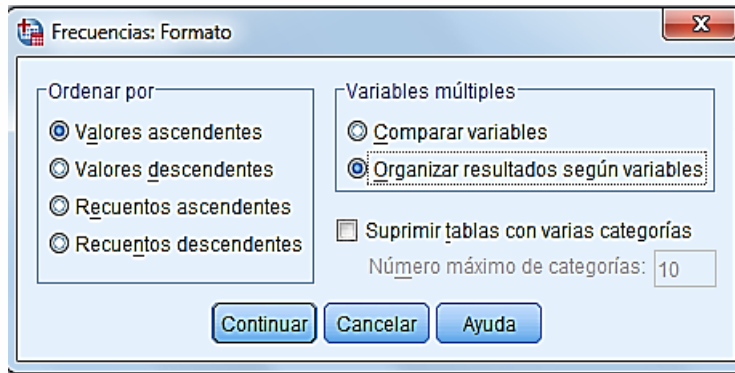 Frecuencias: Formato
Ordenar por
Valores ascendentes
Valores descendentes
Recuentos ascendentes
Recuentos descendentes
Variables múltiples
Comparar variables
Organizar resultados según variables
Suprimir tablas con varias categorías
Número máximo de categorías: 10
Continuar Cancelar Ayuda